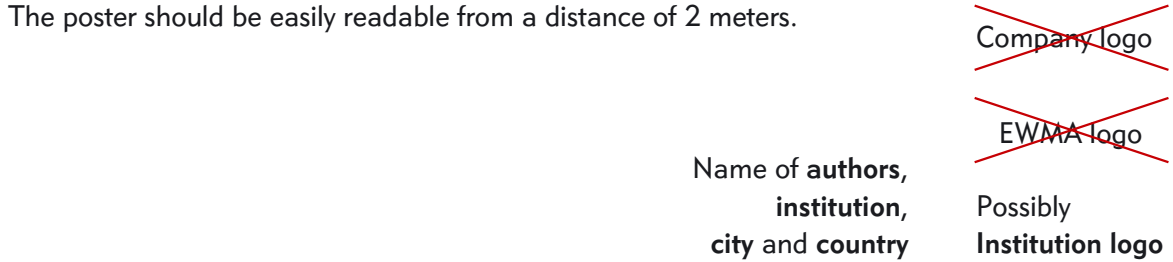 The poster should be easily readable from a distance of 2 meters.
Company logo
EWMA logo
Name of authors,
institution,
city and country
Possibly
Institution logo